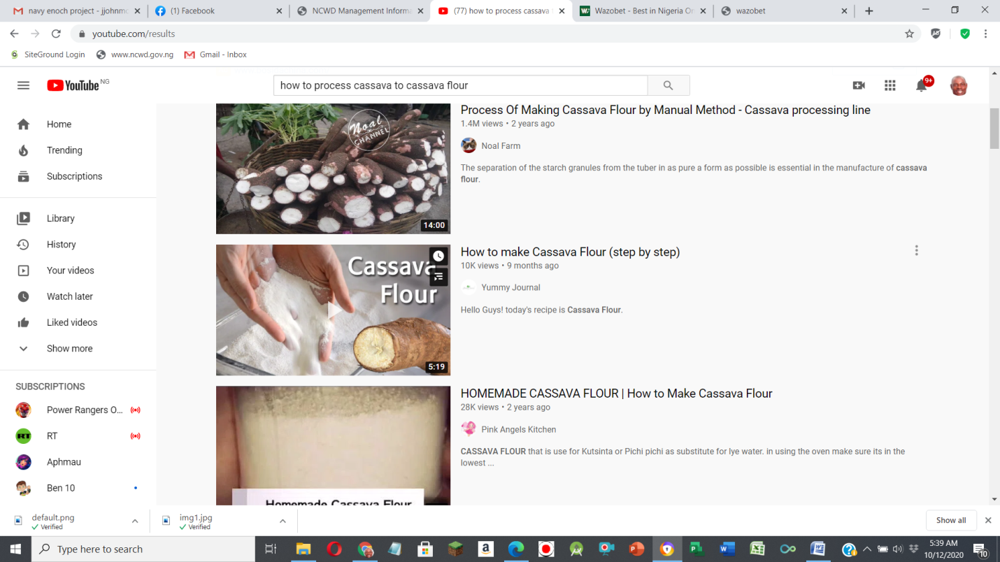 navy enoch project - jjohnmc
(1) Facebook
NCWD Management Informa
(77) how to process cassava
Wazobet - Best in Nigeria On
wazobet
youtube.com/results
SiteGround Login
www.ncwd.gov.ng
Gmail - Inbox
YouTube NG
how to process cassava to cassava flour
9+
Home
Trending
Subscriptions
Library
History
Your videos
Watch later
Liked videos
Show more
SUBSCRIPTIONS
Power Rangers O...
RT
Aphmau
Ben 10
Noal
CHANNEL
14:00
Process Of Making Cassava Flour by Manual Method - Cassava processing line
1.4M views • 2 years ago
Noal Farm
The separation of the starch granules from the tuber in as pure a form as possible is essential in the manufacture of cassava
flour.
Cassava
Flour
5:19
How to make Cassava Flour (step by step)
10K views • 9 months ago
Yummy Journal
Hello Guys! today's recipe is Cassava Flour.
Homemade Cassava Flour
HOMEMADE CASSAVA FLOUR | How to Make Cassava Flour
28K views • 2 years ago
Pink Angels Kitchen
CASSAVA FLOUR that is use for Kutsinta or Pichi pichi as substitute for lye water. in using the oven make sure its in the
lowest ...
default.png
Verified
img1.jpg
Verified
Show all
Type here to search
5:39 AM
10/12/2020
10